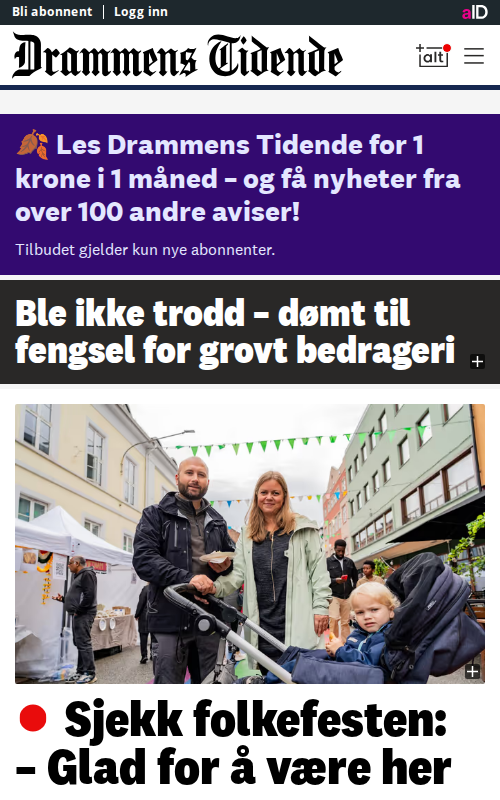 Bli abonnent | Logg inn
aID
Drammens Tidende
+alt
🍂 Les Drammens Tidende for 1
krone i 1 måned – og få nyheter fra
over 100 andre aviser!
Tilbudet gjelder kun nye abonnenter.
Ble ikke trodd – dømt til
fengsel for grovt bedrageri
Sjekk folkefesten:
– Glad for å være her